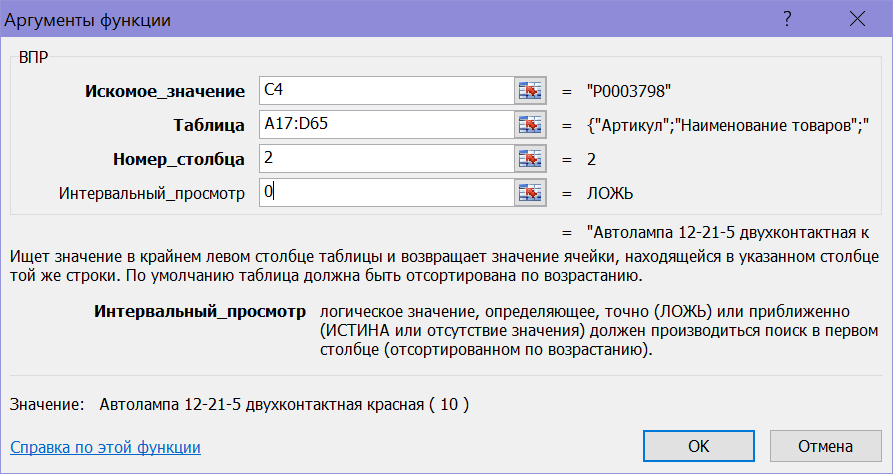 Аргументы функции ?
ВПР
Искомое_значение C4 = "P0003798"
Таблица A17:D65 = {"Артикул";"Наименование товаров";"
Номер_столбца 2 = 2
Интервальный_просмотр 0 = ЛОЖЬ
= "Автолампа 12-21-5 двухконтактная к
Ищет значение в крайнем левом столбце таблицы и возвращает значение ячейки, находящейся в указанном столбце
той же строки. По умолчанию таблица должна быть отсортирована по возрастанию.
Интервальный_просмотр логическое значение, определяющее, точно (ЛОЖЬ) или приближенно
(ИСТИНА или отсутствие значения) должен производиться поиск в первом
столбце (отсортированном по возрастанию).
Значение: Автолампа 12-21-5 двухконтактная красная ( 10 )
Справка по этой функции OK Отмена